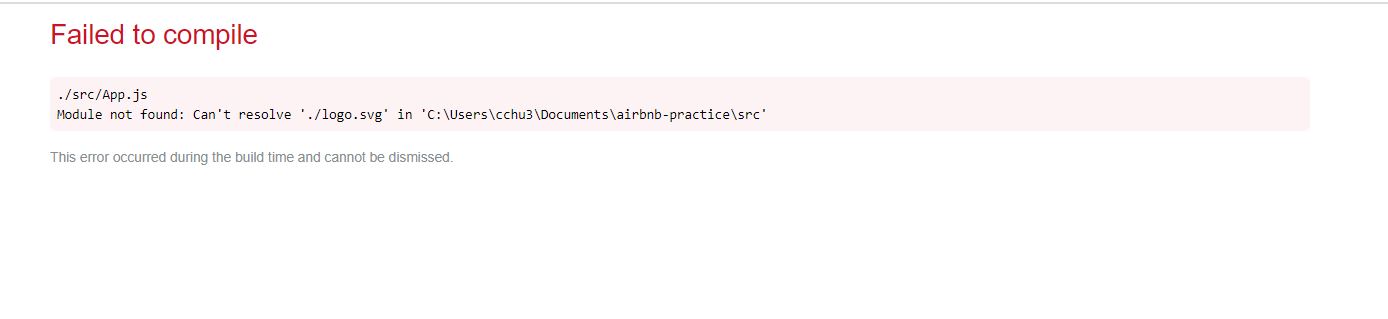 Failed to compile
./src/App.js
Module not found: Can't resolve './logo.svg' in 'C:\Users\cchu3\Documents\airbnb-practice\src'
This error occurred during the build time and cannot be dismissed.